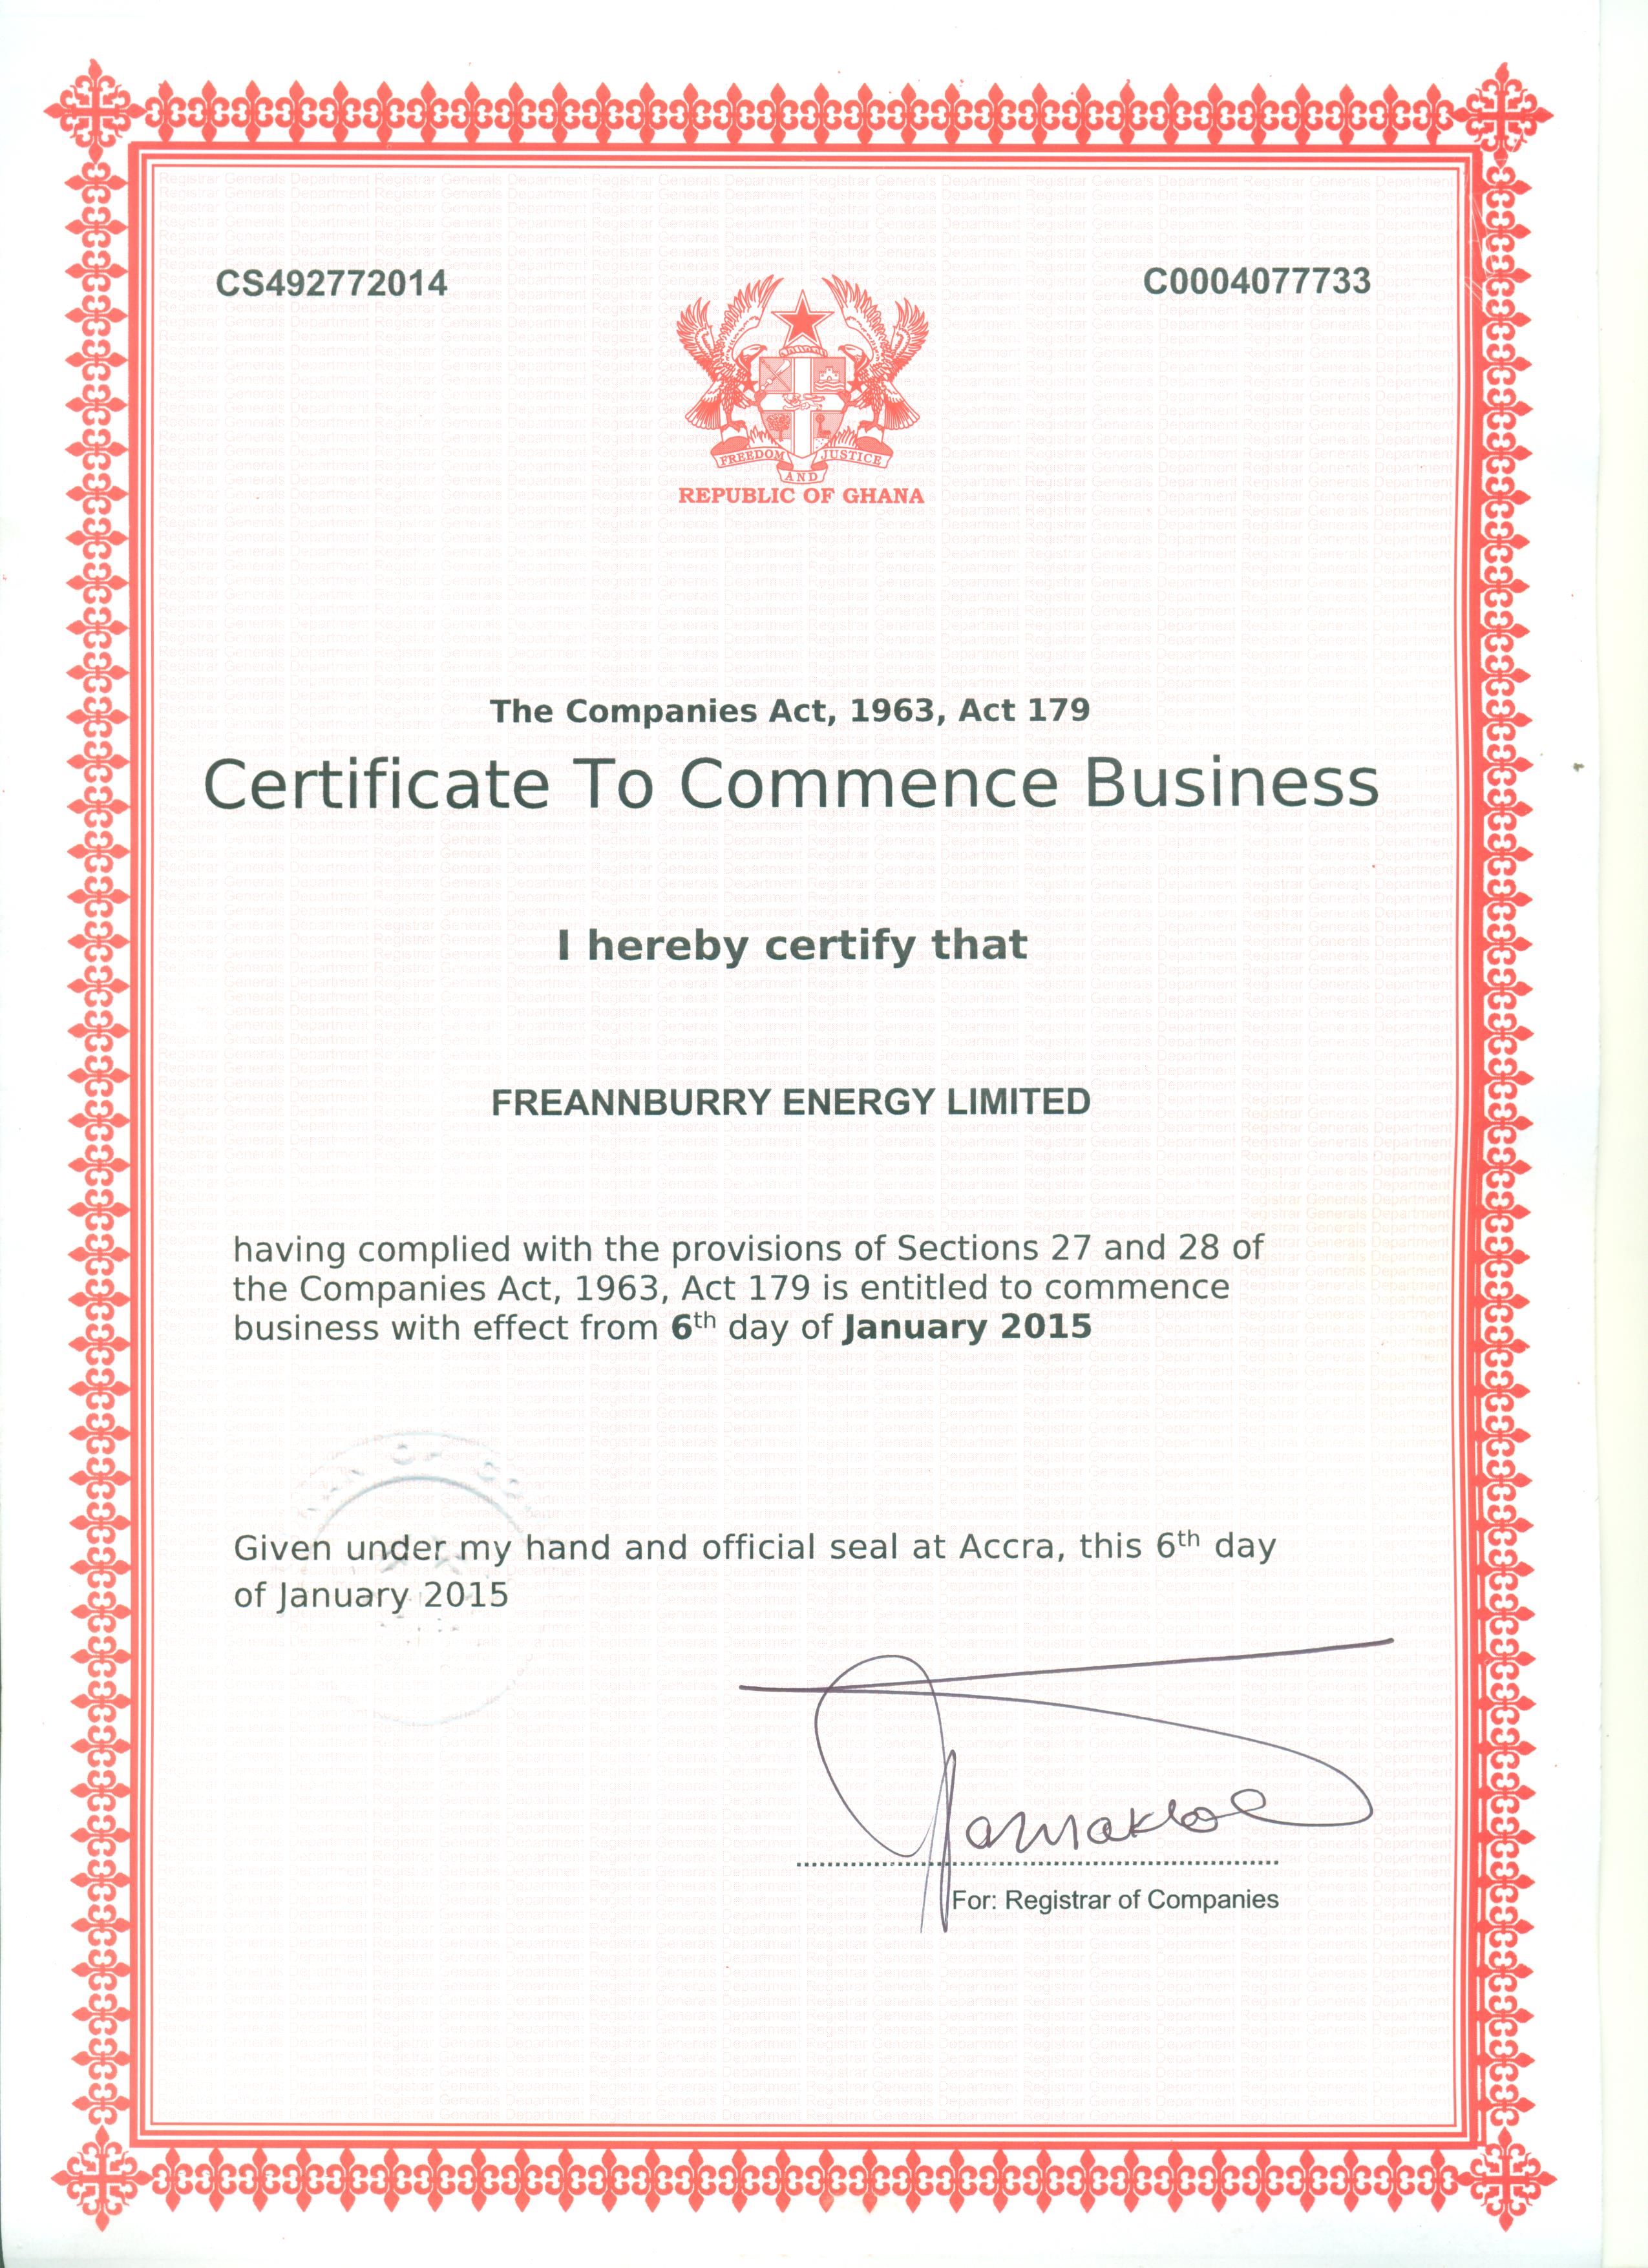 CS492772014
C0004077733
FREEDOM AND JUSTICE
REPUBLIC OF GHANA
The Companies Act, 1963, Act 179
Certificate To Commence Business
I hereby certify that
FREANNBURRY ENERGY LIMITED
having complied with the provisions of Sections 27 and 28 of
the Companies Act, 1963, Act 179 is entitled to commence
business with effect from 6th day of January 2015
Given under my hand and official seal at Accra, this 6th day
of January 2015
For: Registrar of Companies